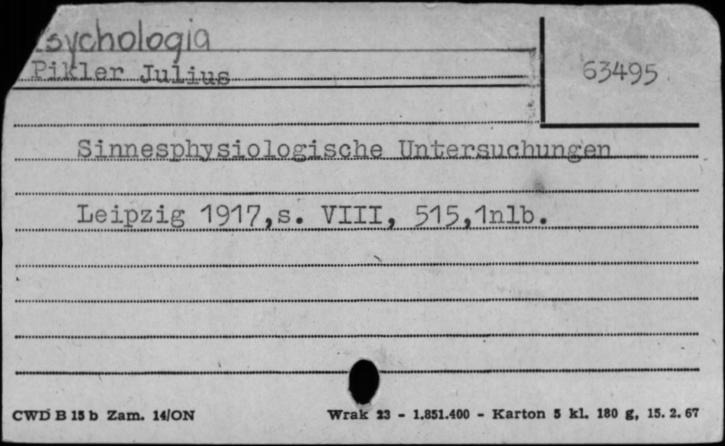 sychologia
Pikler Julius
63495
Sinnesphysiologische Untersuchungen
Leipzig 1917,s. VIII, 515,1nlb.
CWD B 15 b Zam. 14/ON
Wrak 23 - 1.851.400 - Karton 5 kl. 180 g, 15. 2. 67